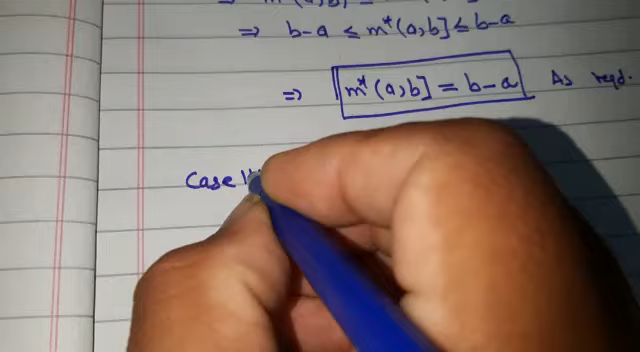 ⇒ b-a ≤ m*(a,b] ≤ b-a
⇒ m*(a,b] = b-a As reqd.
Case